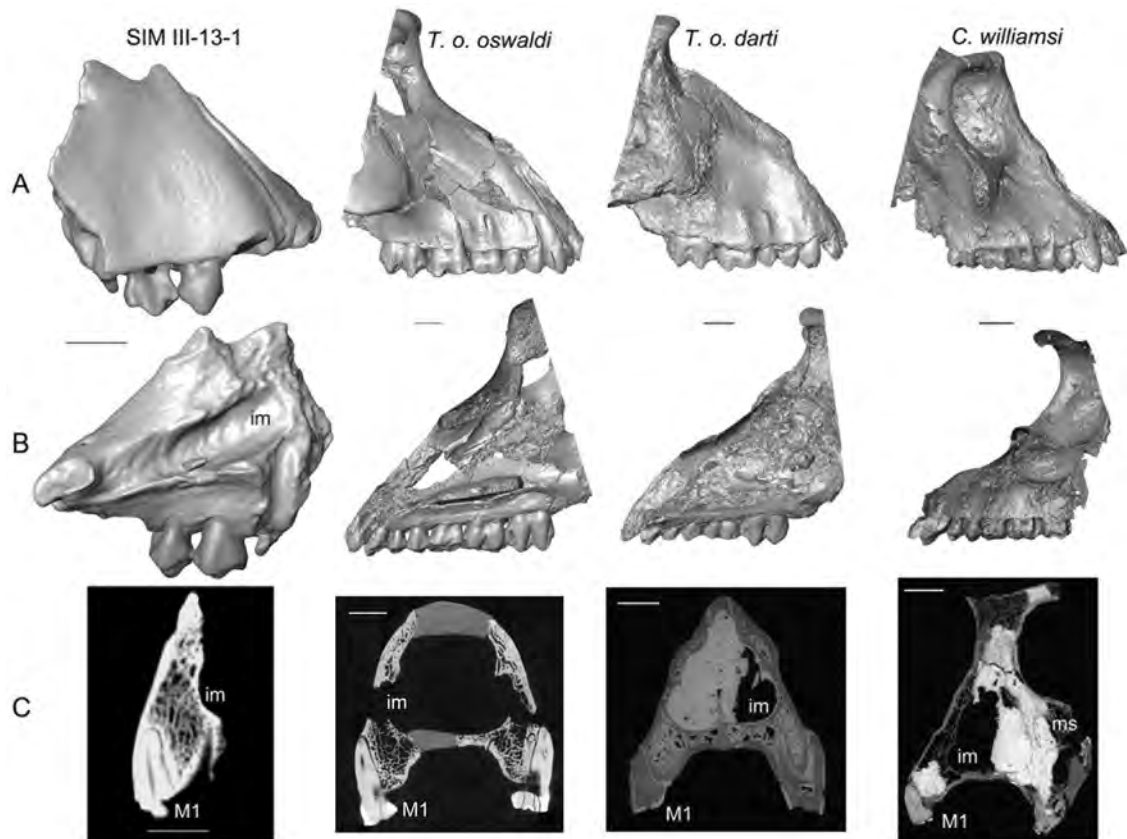 SIM III-13-1 T. o. oswaldi T. o. darti C. williamsi
A
B im
C im im im im ms
M1 M1 M1 M1